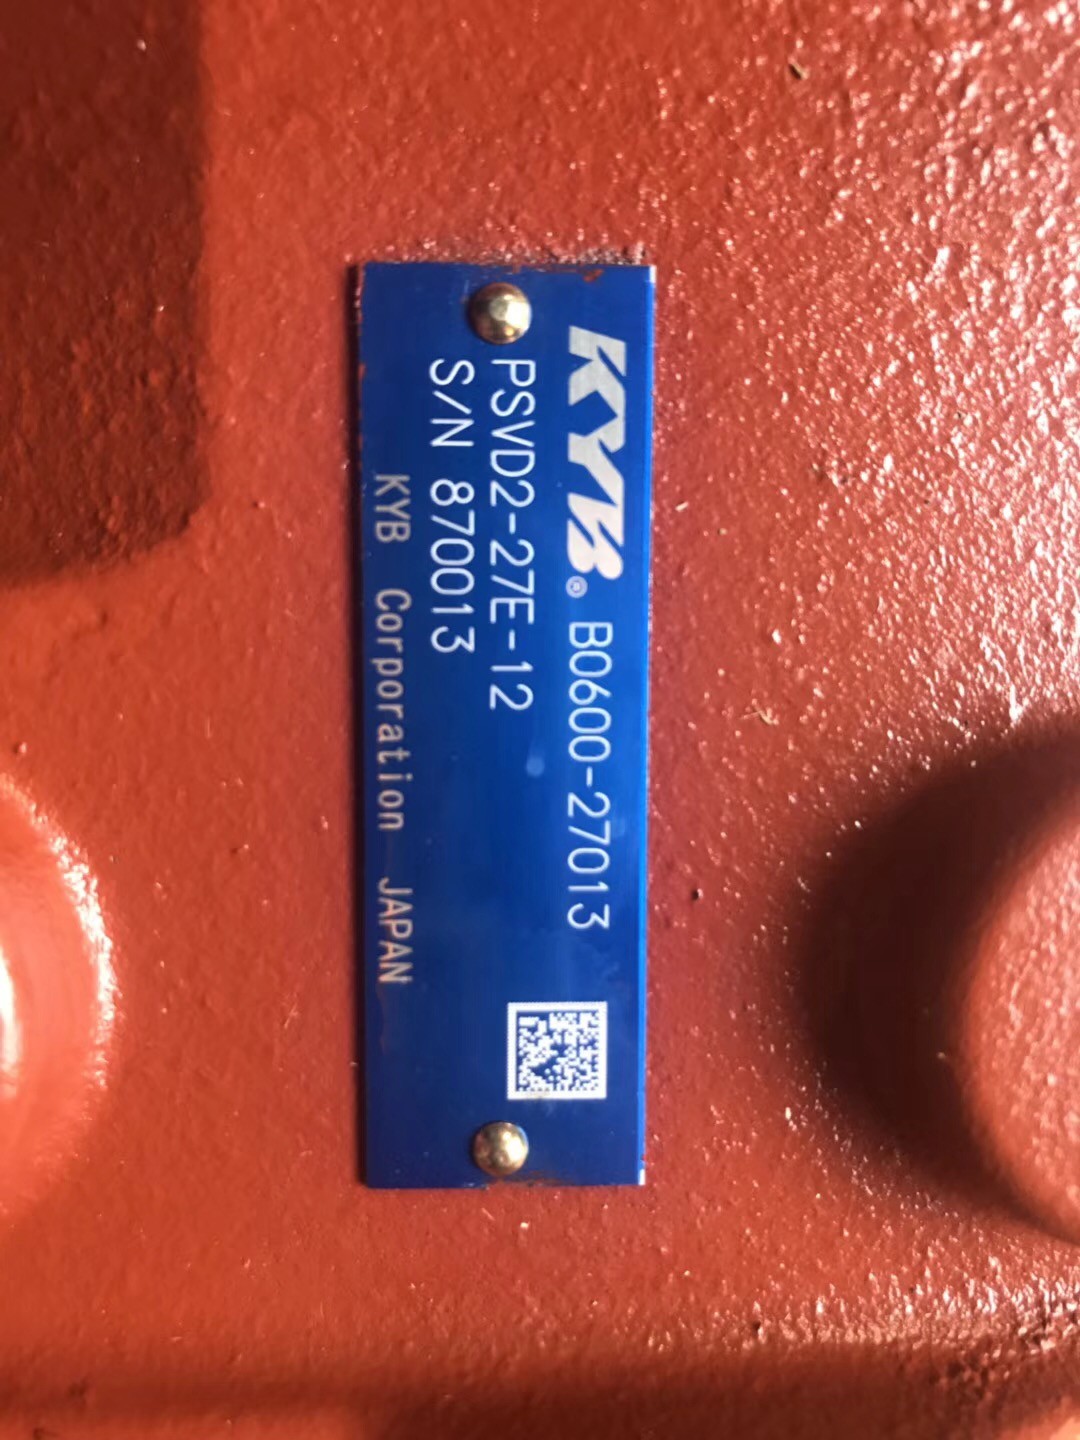 KYB® B0600-27013
PSVD2-27E-12
S/N 870013
KYB Corporation JAPAN